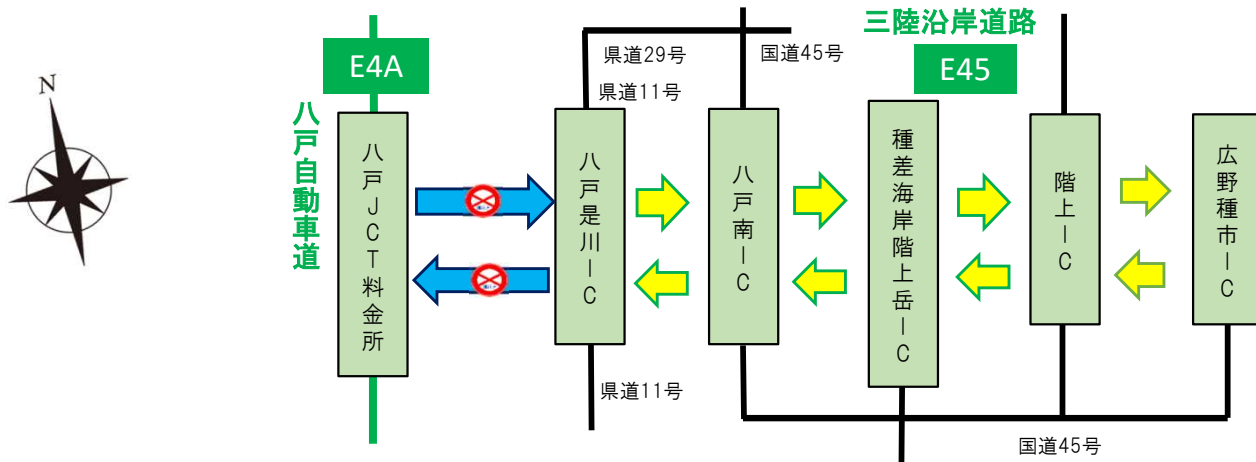 三陸沿岸道路
E4A
県道29号
国道45号
E45
N
県道11号
八戸自動車道
八戸JCT料金所
八戸是川IC
八戸南IC
種差海岸階上岳IC
階上IC
広野種市IC
県道11号
国道45号